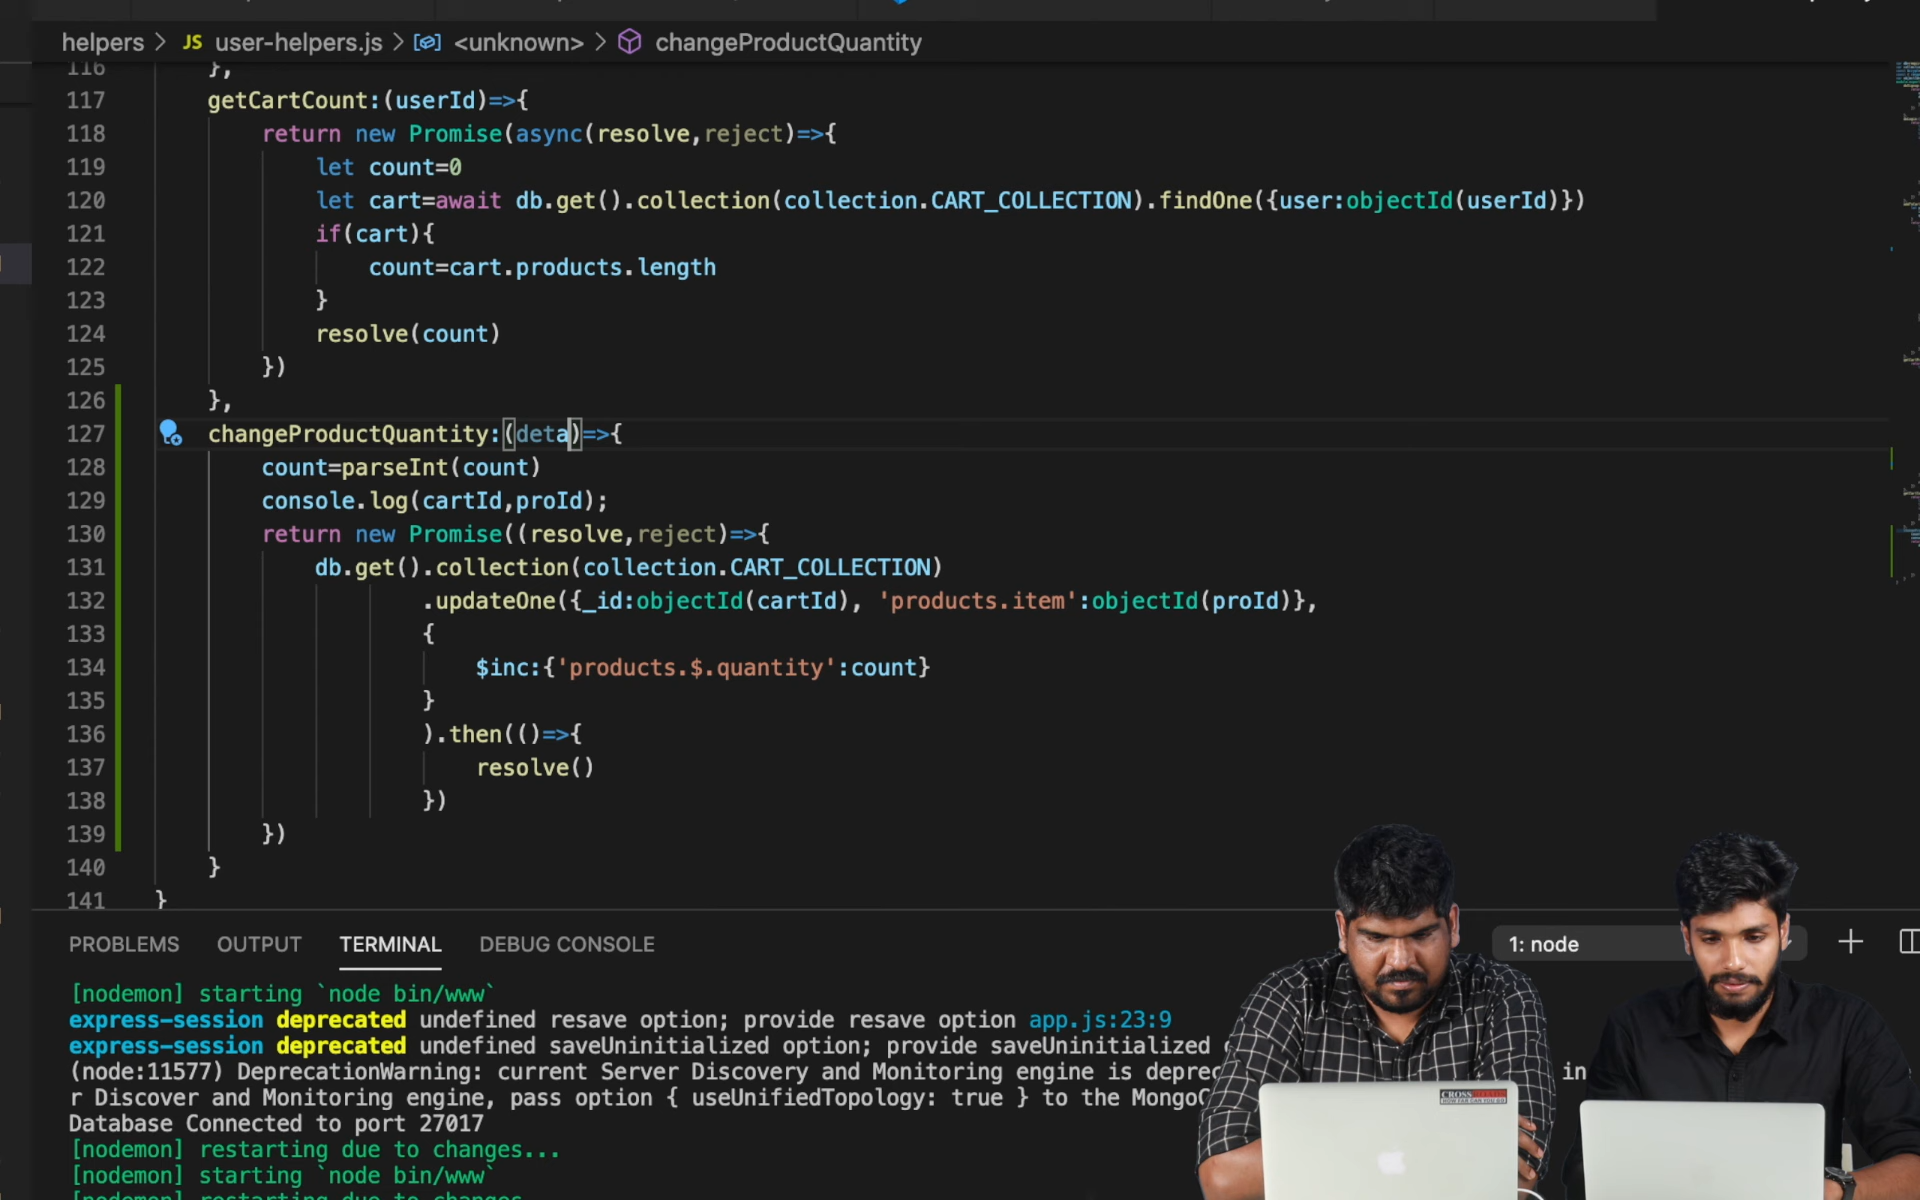 helpers > JS user-helpers.js > <unknown> > changeProductQuantity
116 },
117 getCartCount:(userId)=>{
118 return new Promise(async(resolve,reject)=>{
119 let count=0
120 let cart=await db.get().collection(collection.CART_COLLECTION).findOne({user:objectId(userId)})
121 if(cart){
122 count=cart.products.length
123 }
124 resolve(count)
125 })
126 },
127 changeProductQuantity:(deta)=>{
128 count=parseInt(count)
129 console.log(cartId,proId);
130 return new Promise((resolve,reject)=>{
131 db.get().collection(collection.CART_COLLECTION)
132 .updateOne({_id:objectId(cartId), 'products.item':objectId(proId)},
133 {
134 $inc:{'products.$.quantity':count}
135 }
136 ).then(()=>{
137 resolve()
138 })
139 })
140 }
141 }
PROBLEMS OUTPUT TERMINAL DEBUG CONSOLE 1: node
[nodemon] starting `node bin/www`
express-session deprecated undefined resave option; provide resave option app.js:23:9
express-session deprecated undefined saveUninitialized option; provide saveUninitialized
(node:11577) DeprecationWarning: current Server Discovery and Monitoring engine is deprec in
r Discover and Monitoring engine, pass option { useUnifiedTopology: true } to the Mongo
Database Connected to port 27017
[nodemon] restarting due to changes...
[nodemon] starting `node bin/www`
[nodemon] restarting due to changes
CROSS